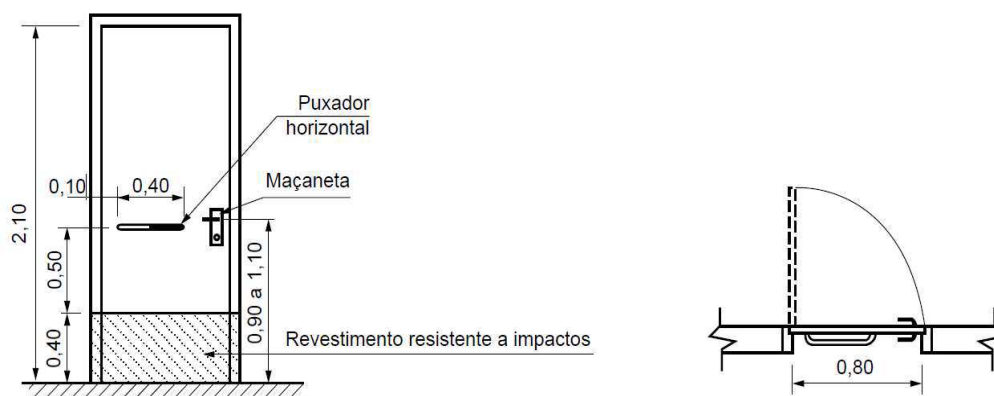 Puxador
horizontal
Maçaneta
0,10
0,40
2,10
0,50
0,90 a 1,10
0,40
Revestimento resistente a impactos
0,80